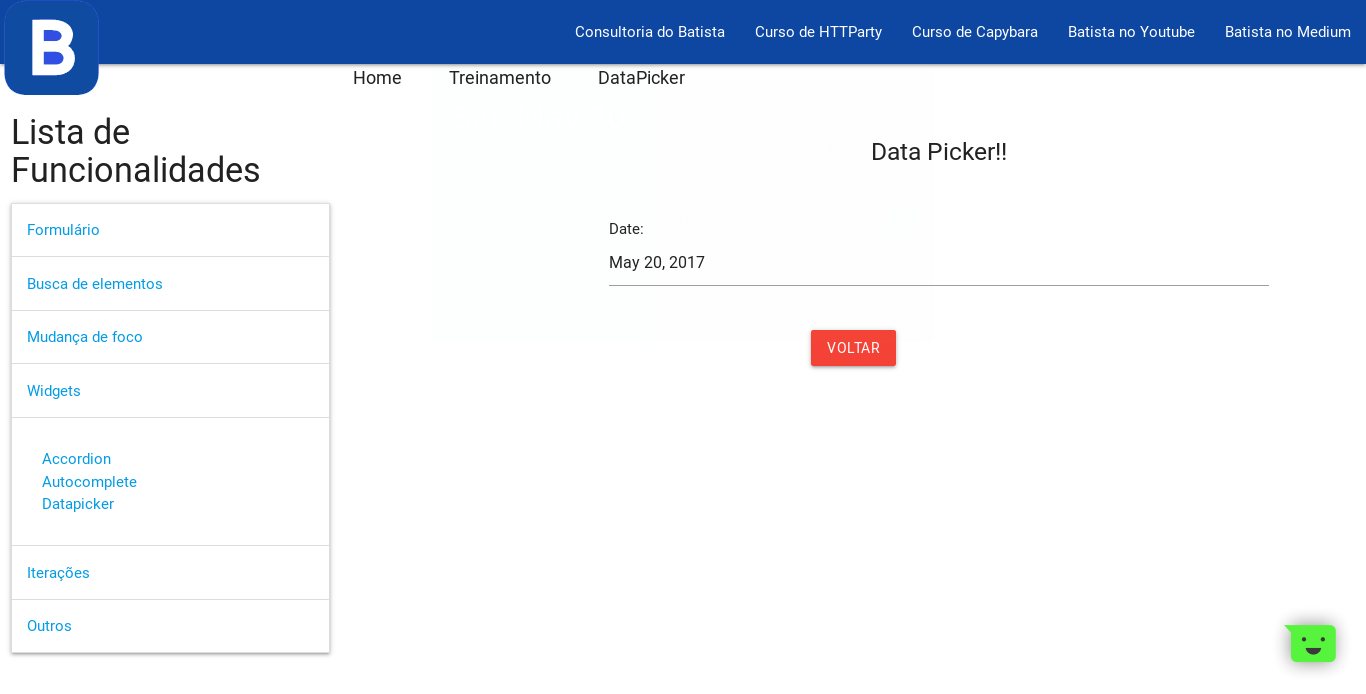 B
Consultoria do Batista
Curso de HTTParty
Curso de Capybara
Batista no Youtube
Batista no Medium
Home
Treinamento
DataPicker
Lista de
Funcionalidades
Formulário
Busca de elementos
Mudança de foco
Widgets
Accordion
Autocomplete
Datapicker
Iterações
Outros
Data Picker!!
Date:
May 20, 2017
VOLTAR